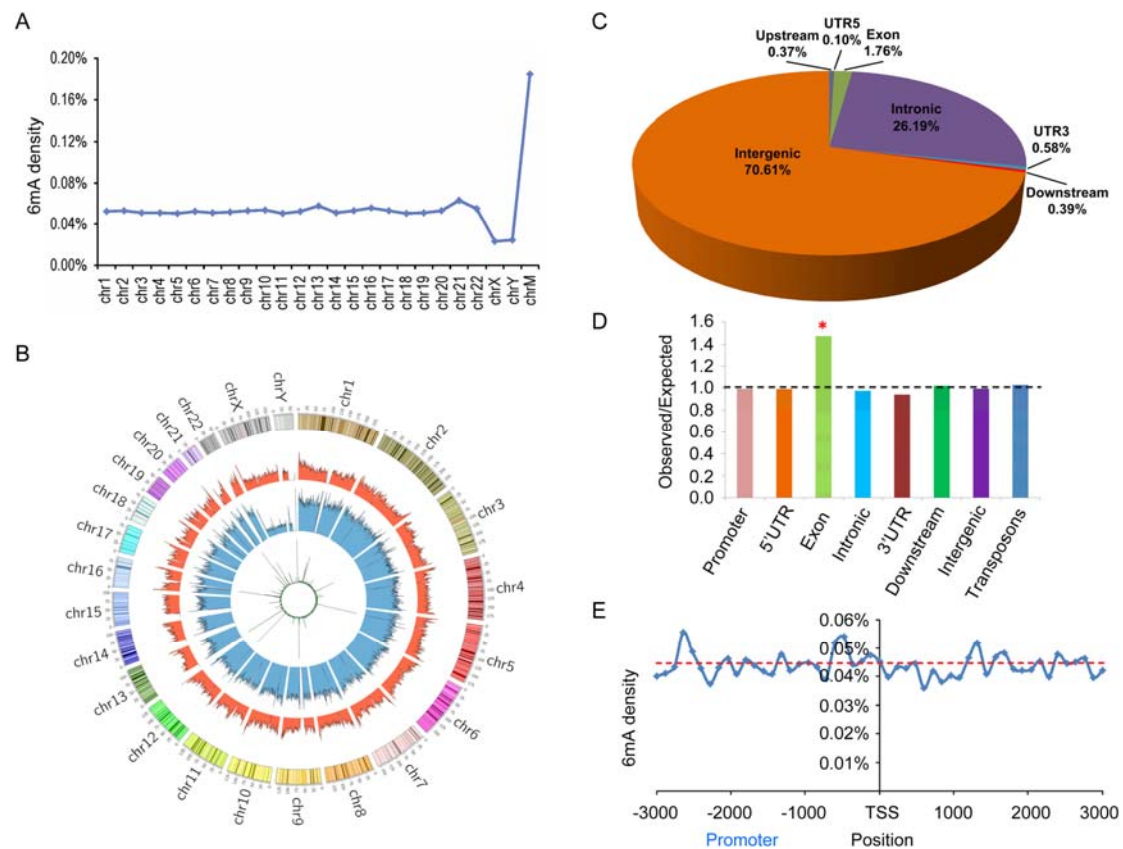 A
0.20%
0.16%
0.12%
0.08%
0.04%
0.00%
6mA density
chr1
chr2
chr3
chr4
chr5
chr6
chr7
chr8
chr9
chr10
chr11
chr12
chr13
chr14
chr15
chr16
chr17
chr18
chr19
chr20
chr21
chr22
chrX
chrY
chrM
B
chr1
chr2
chr3
chr4
chr5
chr6
chr7
chr8
chr9
chr10
chr11
chr12
chr13
chr14
chr15
chr16
chr17
chr18
chr19
chr20
chr21
chr22
chrX
chrY
C
Upstream
0.37%
UTR5
0.10%
Exon
1.76%
Intronic
26.19%
UTR3
0.58%
Downstream
0.39%
Intergenic
70.61%
D
Observed/Expected
1.6
1.4
1.2
1.0
0.8
0.6
0.4
0.2
0.0
*
Promoter
5'UTR
Exon
Intronic
3'UTR
Downstream
Intergenic
Transposons
E
6mA density
0.06%
0.05%
0.04%
0.03%
0.02%
0.01%
-3000
-2000
-1000
TSS
1000
2000
3000
Promoter
Position